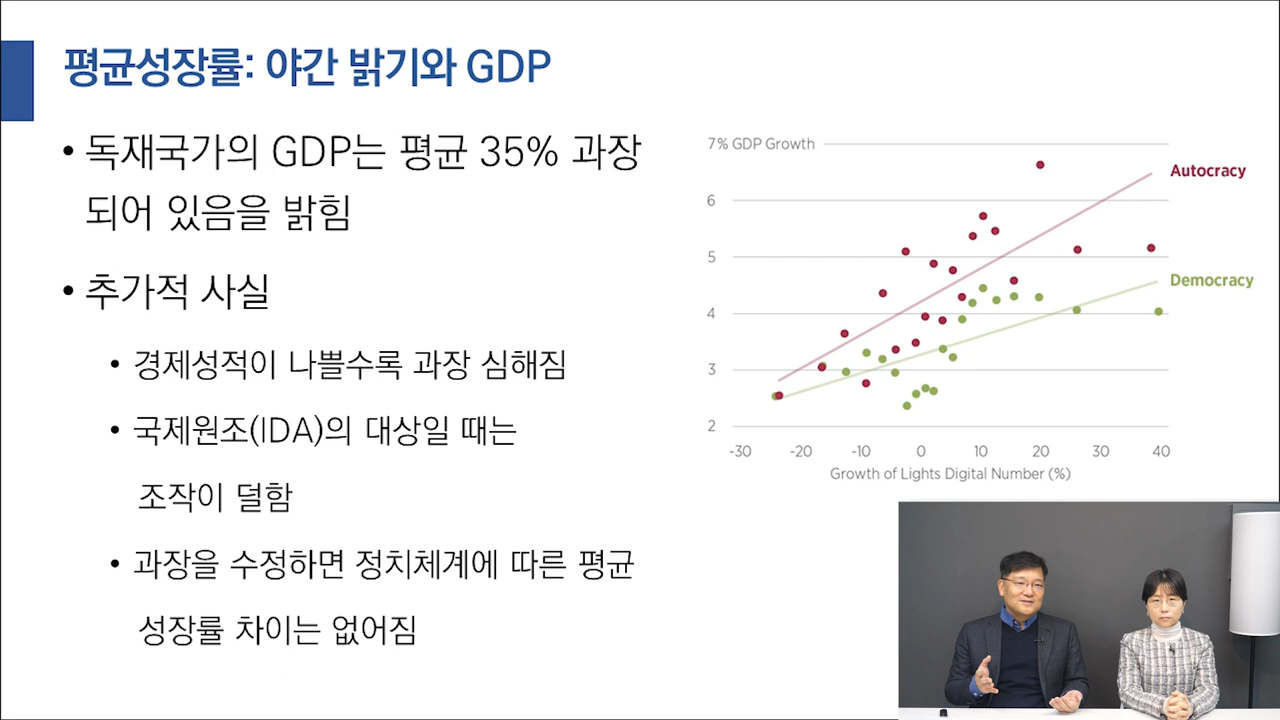 평균성장률: 야간 밝기와 GDP
• 독재국가의 GDP는 평균 35% 과장
되어 있음을 밝힘
• 추가적 사실
• 경제성적이 나쁠수록 과장 심해짐
• 국제원조(IDA)의 대상일 때는
조작이 덜함
• 과장을 수정하면 정치체계에 따른 평균
성장률 차이는 없어짐
7% GDP Growth
Autocracy
6
5
Democracy
4
3
2
-30 -20 -10 0 10 20 30 40
Growth of Lights Digital Number (%)